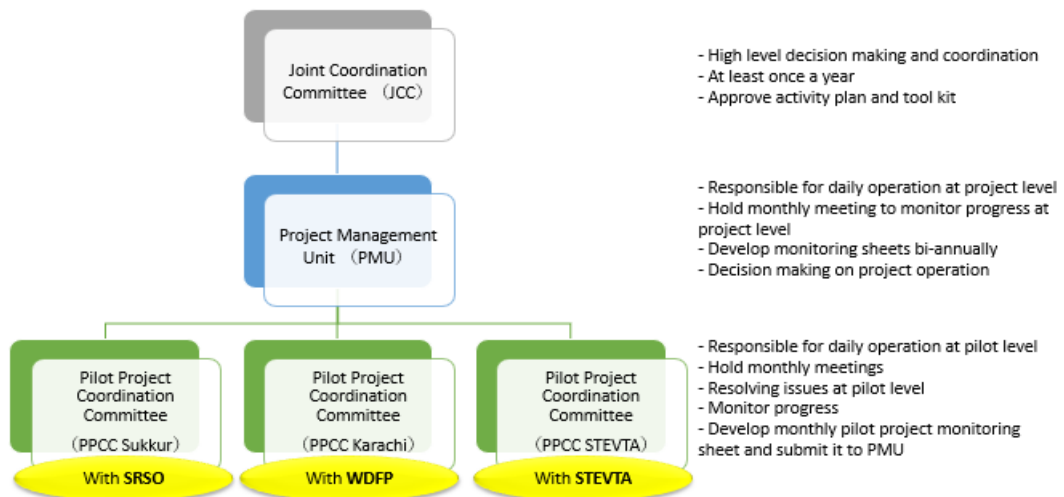 Joint Coordination
Committee （JCC）
- High level decision making and coordination
- At least once a year
- Approve activity plan and tool kit
Project Management
Unit （PMU）
- Responsible for daily operation at project level
- Hold monthly meeting to monitor progress at
project level
- Develop monitoring sheets bi-annually
- Decision making on project operation
Pilot Project
Coordination
Committee
（PPCC Sukkur）
With SRSO
Pilot Project
Coordination
Committee
（PPCC Karachi）
With WDFP
Pilot Project
Coordination
Committee
（PPCC STEVTA）
With STEVTA
- Responsible for daily operation at pilot level
- Hold monthly meetings
- Resolving issues at pilot level
- Monitor progress
- Develop monthly pilot project monitoring
sheet and submit it to PMU